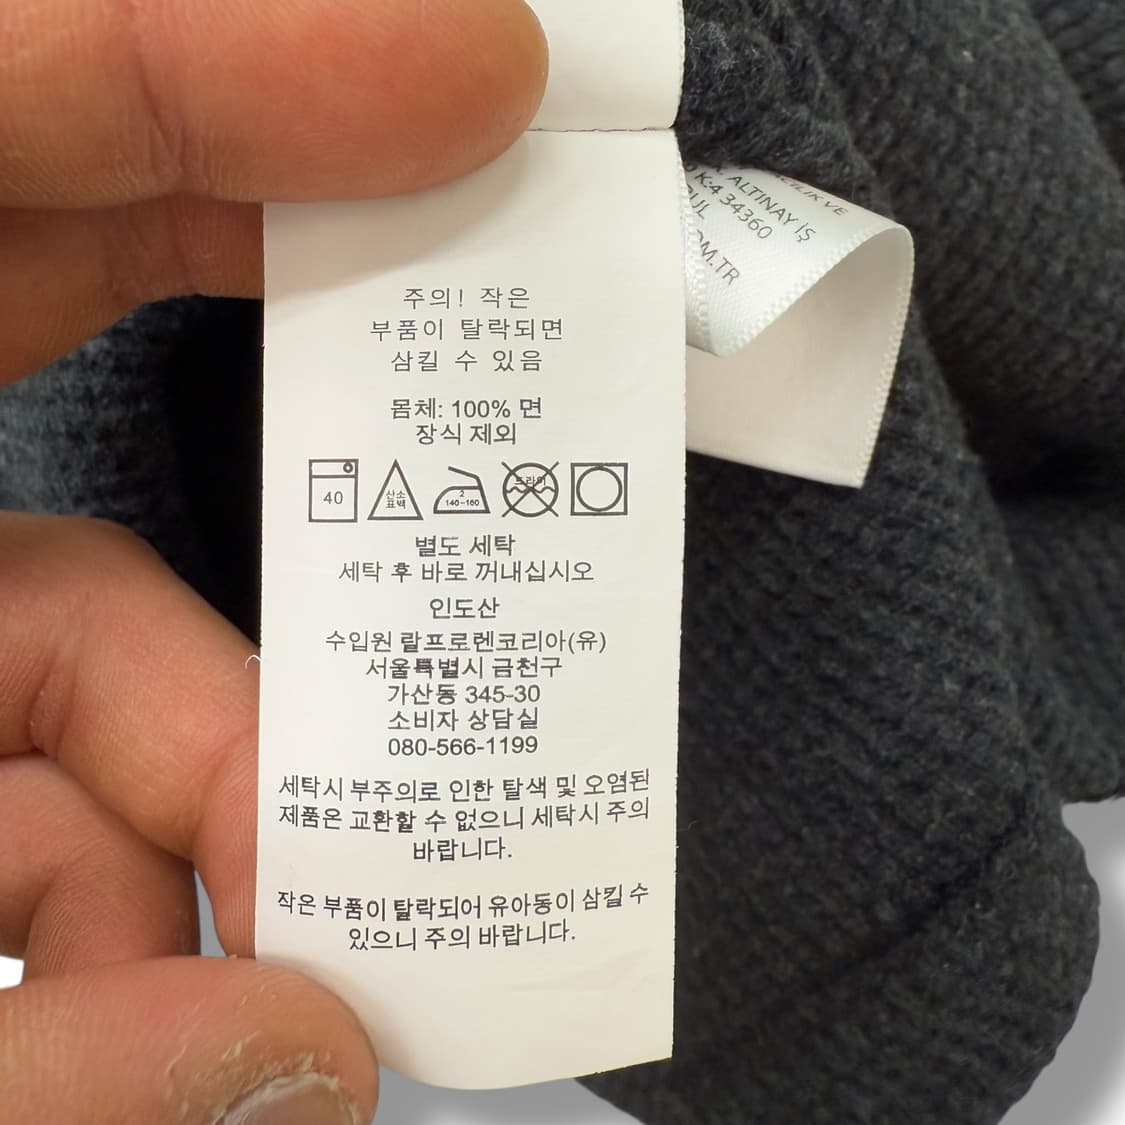 주의! 작은
부품이 탈락되면
삼킬 수 있음
몸체: 100% 면
장식 제외
40
산소
표백
2
140-160
드라이
별도 세탁
세탁 후 바로 꺼내십시오
인도산
수입원 랄프로렌코리아(유)
서울특별시 금천구
가산동 345-30
소비자 상담실
080-566-1199
세탁시 부주의로 인한 탈색 및 오염된
제품은 교환할 수 없으니 세탁시 주의
바랍니다.
작은 부품이 탈락되어 유아동이 삼킬 수
있으니 주의 바랍니다.
VE
ALTINAY İŞ
K:4 34360
.TR